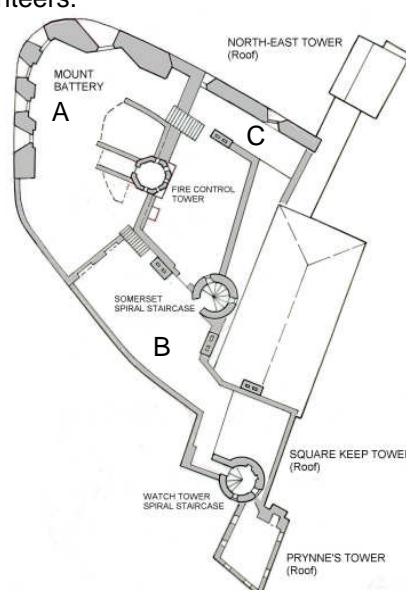 nteers.
NORTH-EAST TOWER
(Roof)
MOUNT
BATTERY
A
C
FIRE CONTROL
TOWER
SOMERSET
SPIRAL STAIRCASE
B
SQUARE KEEP TOWE
(Roof)
WATCH TOWER
SPIRAL STAIRCASE
PRYNNE'S TOWER
(Roof)